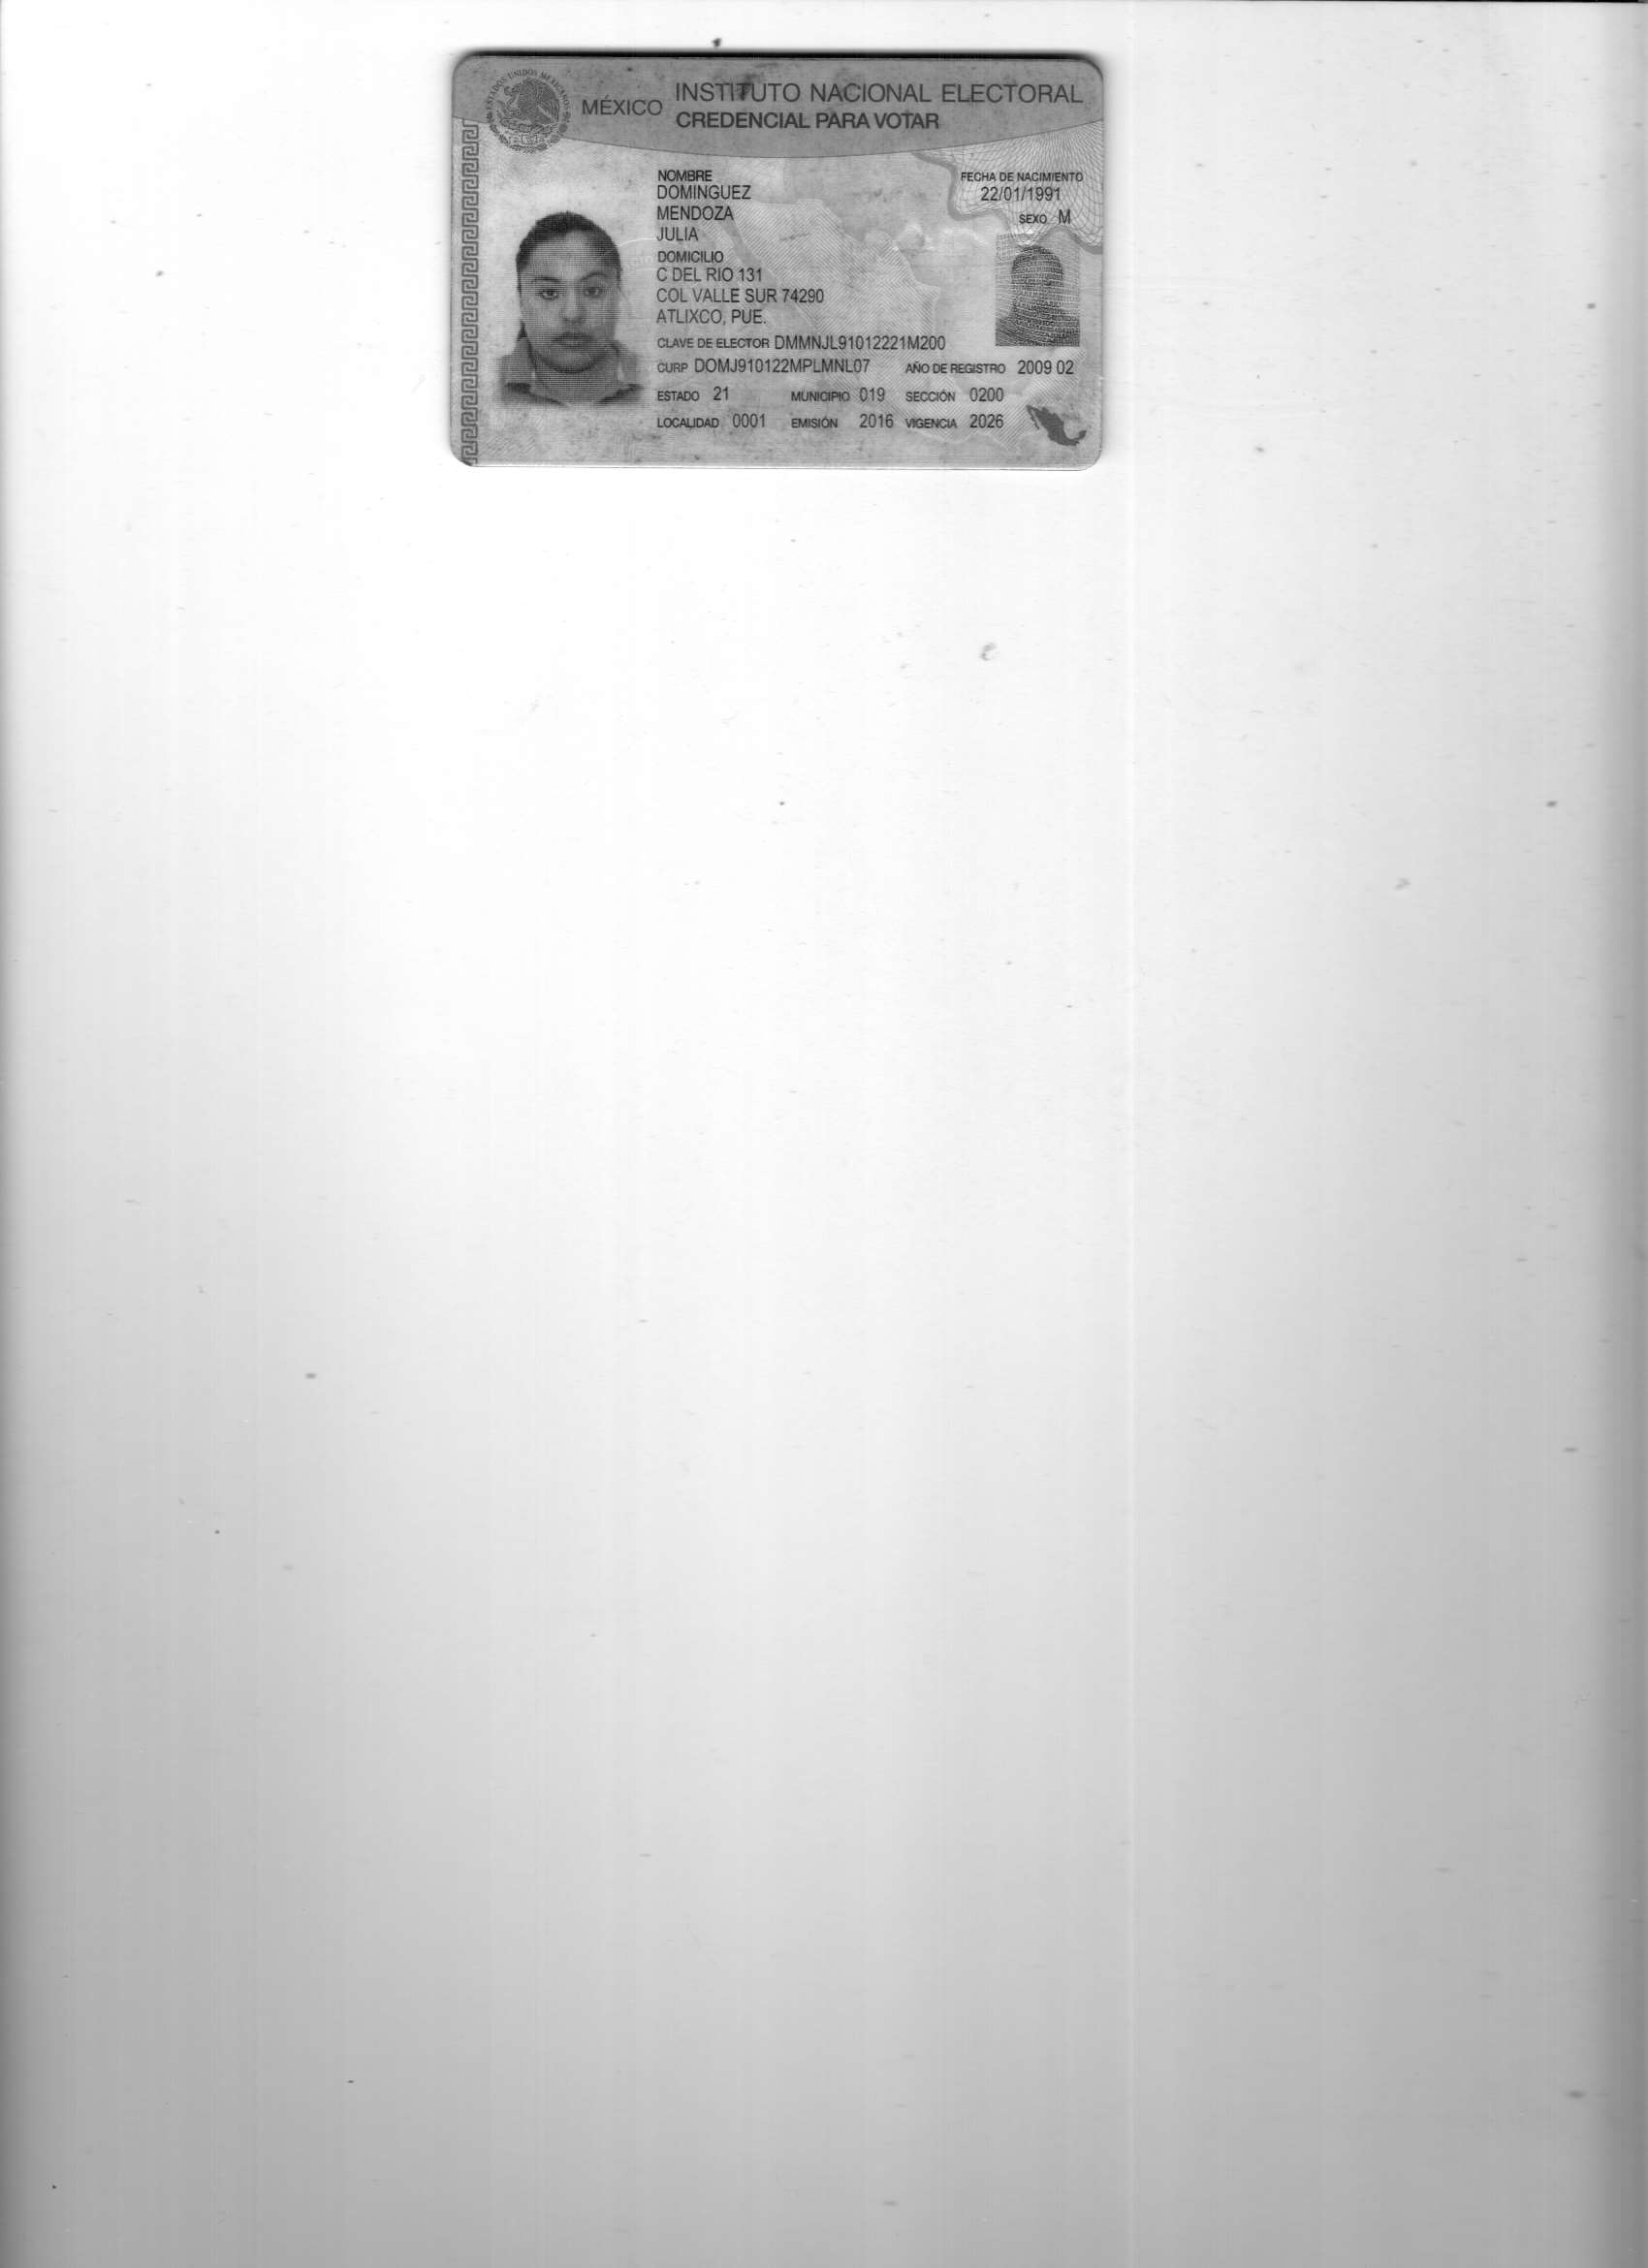 ESTADOS UNIDOS MEXICANOS
MÉXICO INSTITUTO NACIONAL ELECTORAL
CREDENCIAL PARA VOTAR
NOMBRE
DOMINGUEZ
MENDOZA
JULIA
FECHA DE NACIMIENTO
22/01/1991
SEXO M
DOMICILIO
C DEL RIO 131
COL VALLE SUR 74290
ATLIXCO, PUE.
CLAVE DE ELECTOR DMMNJL91012221M200
CURP DOMJ910122MPLMNL07 AÑO DE REGISTRO 2009 02
ESTADO 21 MUNICIPIO 019 SECCIÓN 0200
LOCALIDAD 0001 EMISIÓN 2016 VIGENCIA 2026